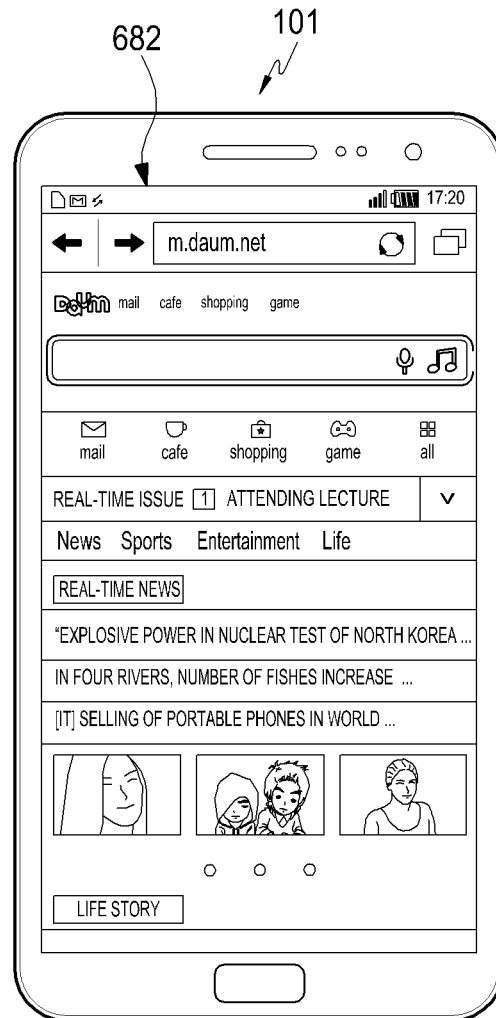 682
101
17:20
m.daum.net
Daum mail cafe shopping game
mail cafe shopping game all
REAL-TIME ISSUE 1 ATTENDING LECTURE
News Sports Entertainment Life
REAL-TIME NEWS
“EXPLOSIVE POWER IN NUCLEAR TEST OF NORTH KOREA ...
IN FOUR RIVERS, NUMBER OF FISHES INCREASE ...
[IT] SELLING OF PORTABLE PHONES IN WORLD ...
LIFE STORY